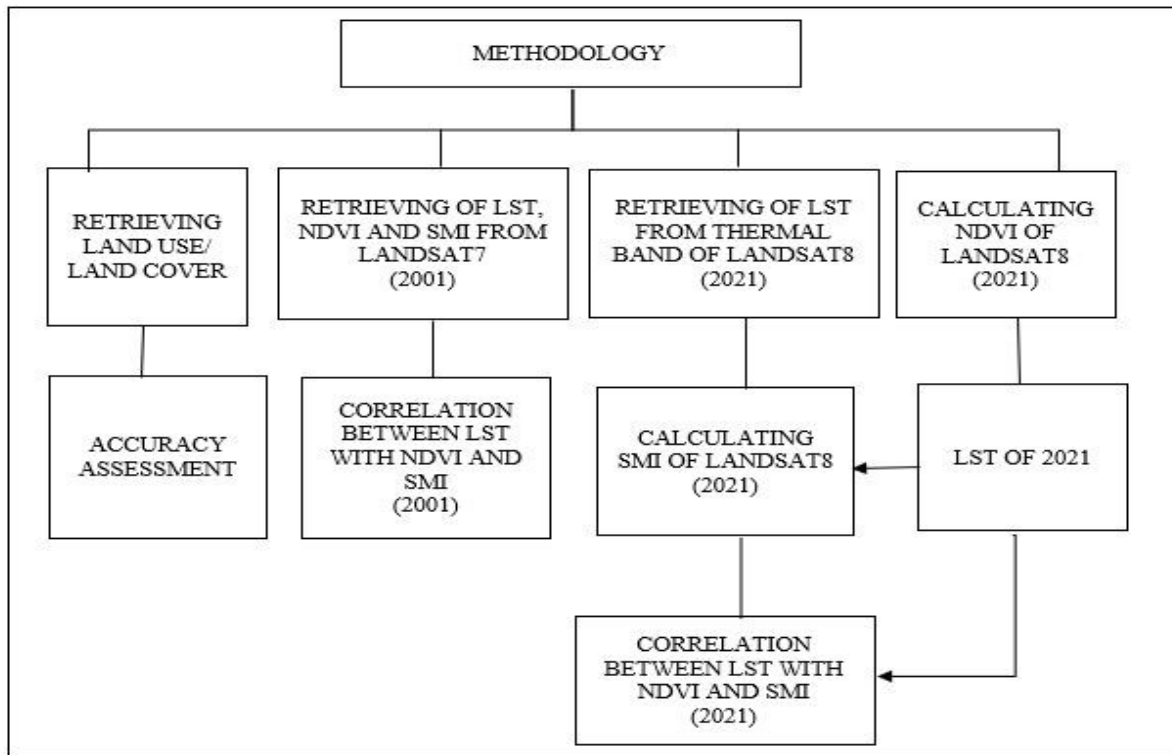 METHODOLOGY
RETRIEVING
LAND USE/
LAND COVER
RETRIEVING OF LST,
NDVI AND SMI FROM
LANDSAT7
(2001)
RETRIEVING OF LST
FROM THERMAL
BAND OF LANDSAT8
(2021)
CALCULATING
NDVI OF
LANDSAT8
(2021)
ACCURACY
ASSESSMENT
CORRELATION
BETWEEN LST
WITH NDVI AND
SMI
(2001)
CALCULATING
SMI OF LANDSAT8
(2021)
LST OF 2021
CORRELATION
BETWEEN LST WITH
NDVI AND SMI
(2021)